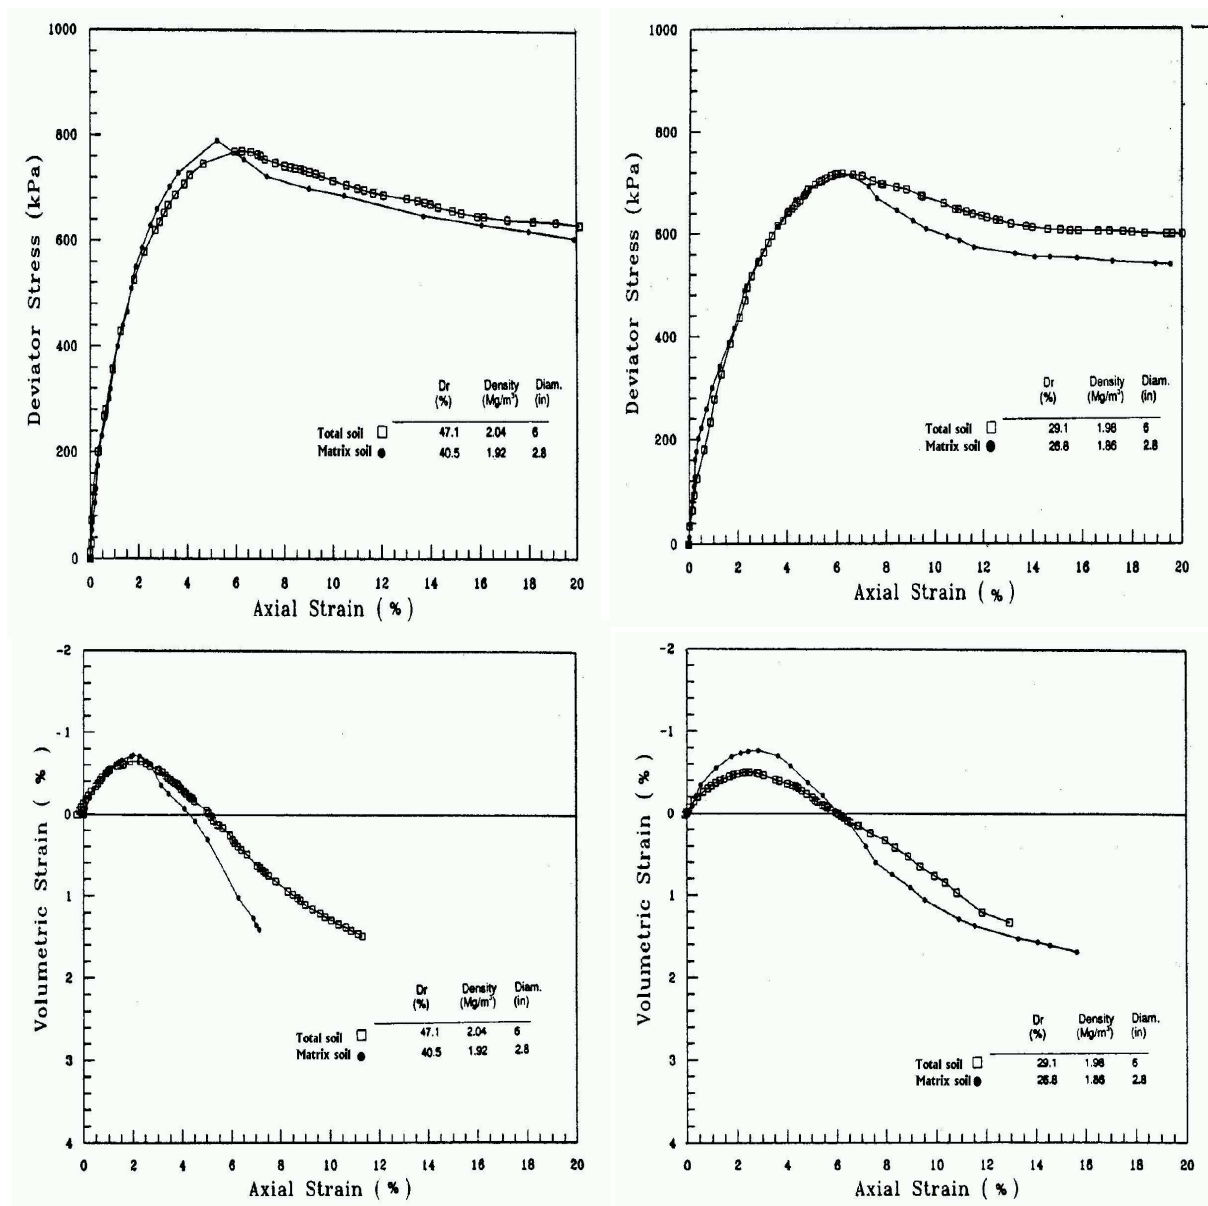 1000
800
600
400
200
0
Deviator Stress (kPa)
Dr Density Diam.
(%) (Mg/m³) (in)
Total soil 47.1 2.04 6
Matrix soil 40.5 1.92 2.8
0 2 4 6 8 10 12 14 16 18 20
Axial Strain (%)
1000
800
600
400
200
0
Deviator Stress (kPa)
Dr Density Diam.
(%) (Mg/m³) (in)
Total soil 29.1 1.98 6
Matrix soil 26.8 1.86 2.8
0 2 4 6 8 10 12 14 16 18 20
Axial Strain (%)
-2
-1
0
1
2
3
4
Volumetric Strain (%)
Dr Density Diam.
(%) (Mg/m³) (in)
Total soil 47.1 2.04 6
Matrix soil 40.5 1.92 2.8
0 2 4 6 8 10 12 14 16 18 20
Axial Strain (%)
-2
-1
0
1
2
3
4
Volumetric Strain (%)
Dr Density Diam.
(%) (Mg/m³) (in)
Total soil 29.1 1.98 6
Matrix soil 26.8 1.86 2.8
0 2 4 6 8 10 12 14 16 18 20
Axial Strain (%)